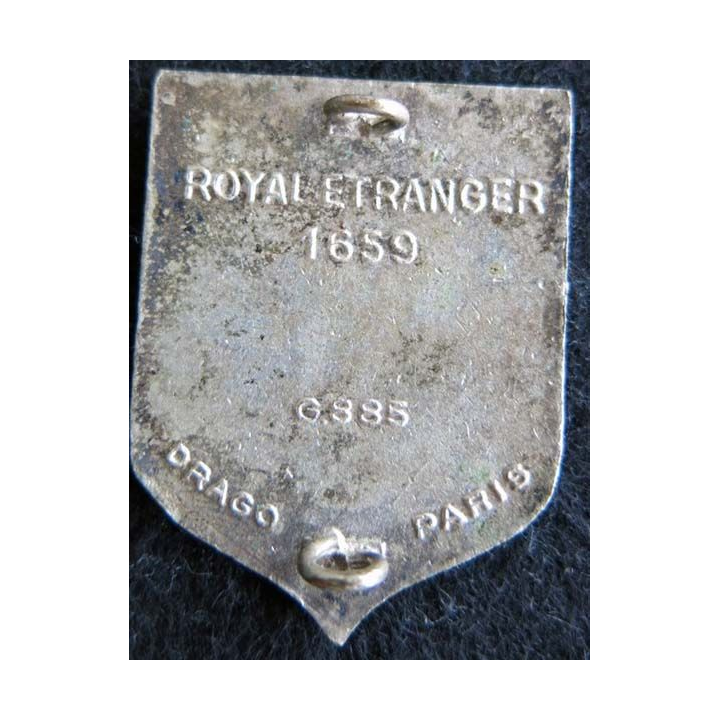 ROYAL ETRANGER
1659
G.885
DRAGO PARIS